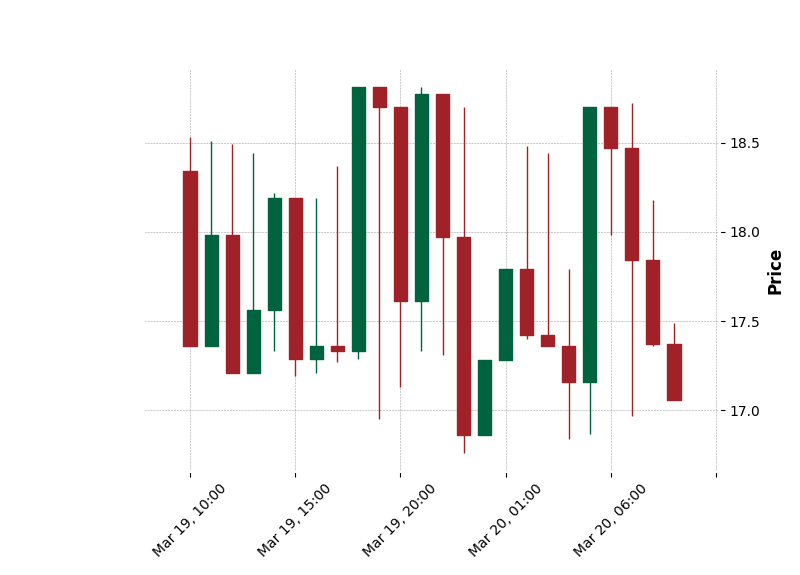 18.5
18.0
17.5
17.0
Price
Mar 19, 10:00
Mar 19, 15:00
Mar 19, 20:00
Mar 20, 01:00
Mar 20, 06:00